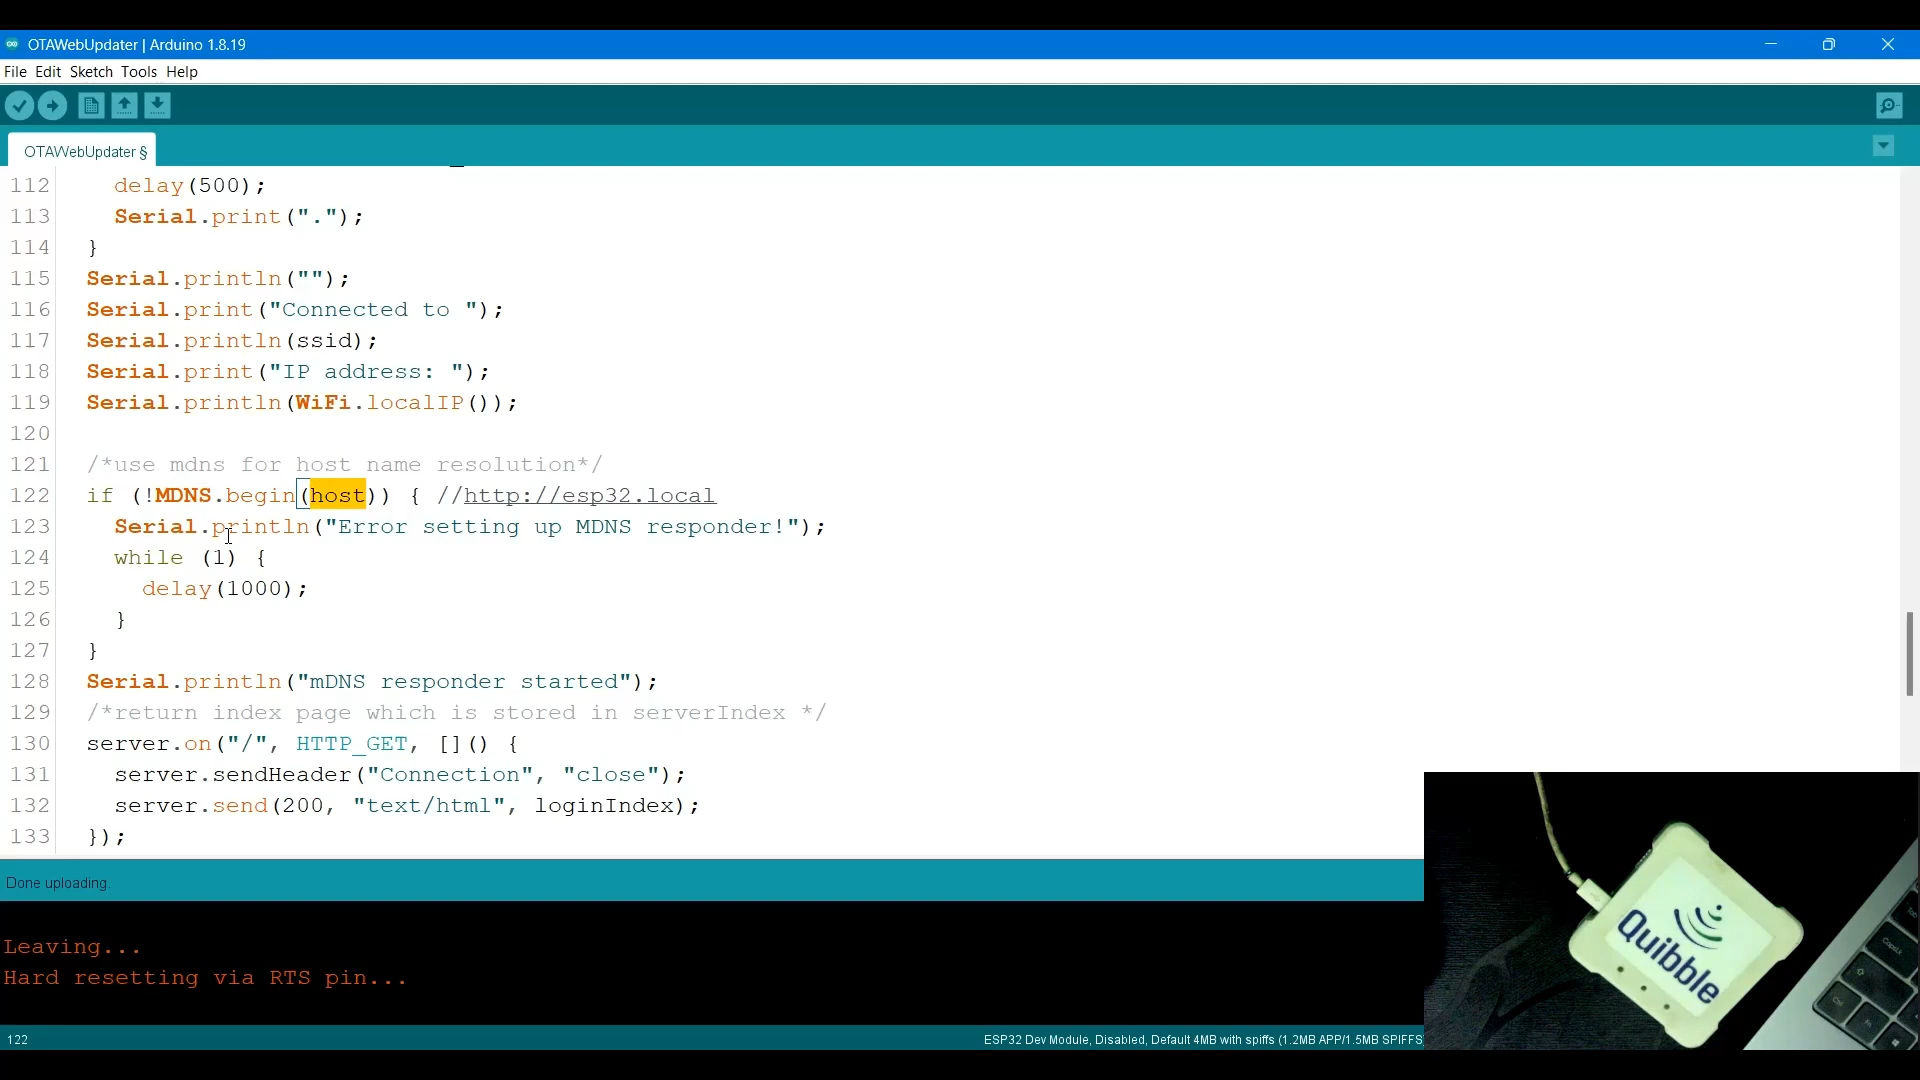 OTAWebUpdater | Arduino 1.8.19
File Edit Sketch Tools Help
OTAWebUpdater §
112 delay(500);
113 Serial.print(".");
114 }
115 Serial.println("");
116 Serial.print("Connected to ");
117 Serial.println(ssid);
118 Serial.print("IP address: ");
119 Serial.println(WiFi.localIP());
120
121 /*use mdns for host name resolution*/
122 if (!MDNS.begin(host)) { //http://esp32.local
123 Serial.println("Error setting up MDNS responder!");
124 while (1) {
125 delay(1000);
126 }
127 }
128 Serial.println("mDNS responder started");
129 /*return index page which is stored in serverIndex */
130 server.on("/", HTTP_GET, []() {
131 server.sendHeader("Connection", "close");
132 server.send(200, "text/html", loginIndex);
133 });
Done uploading.
Leaving...
Hard resetting via RTS pin...
122
ESP32 Dev Module, Disabled, Default 4MB with spiffs (1.2MB APP/1.5MB SPIFFS
Quibble